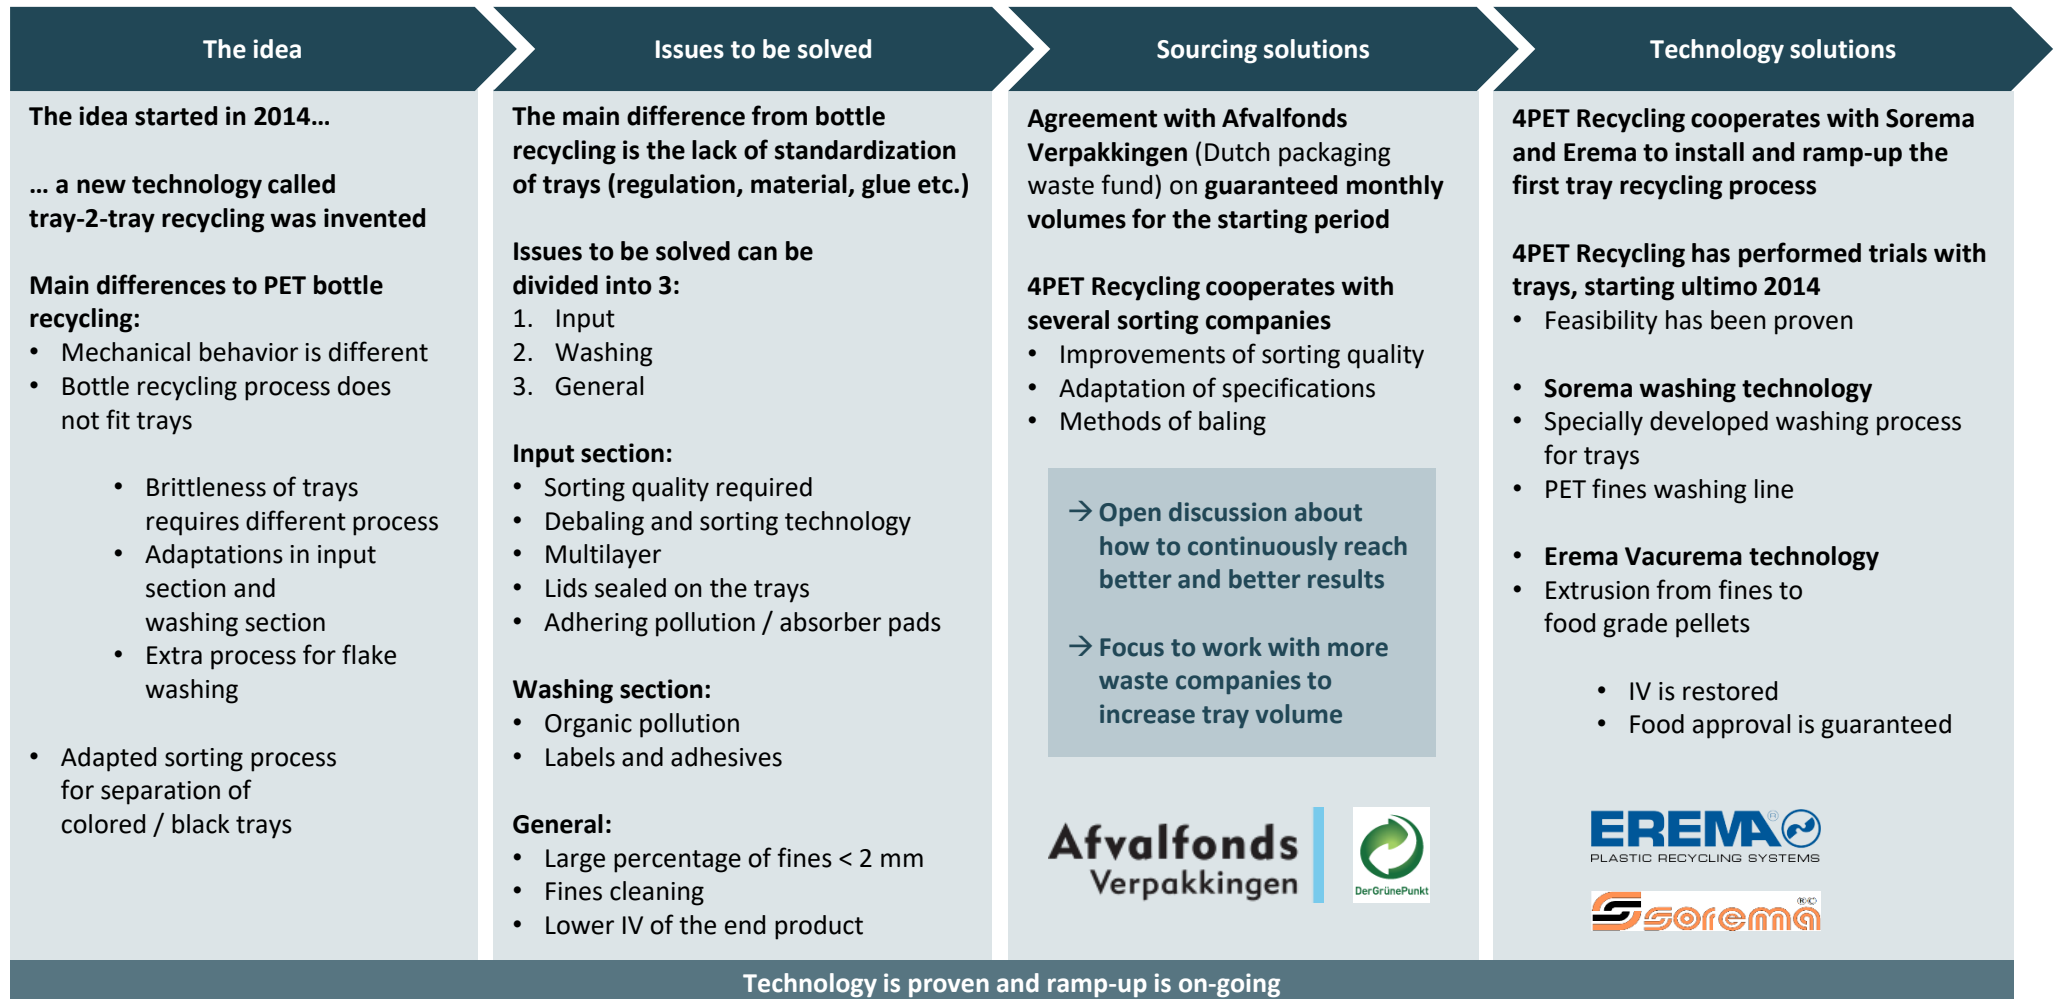 The idea
Issues to be solved
Sourcing solutions
Technology solutions
The idea started in 2014…
… a new technology called
tray-2-tray recycling was invented
Main differences to PET bottle
recycling:
• Mechanical behavior is different
• Bottle recycling process does
not fit trays
• Brittleness of trays
requires different process
• Adaptations in input
section and
washing section
• Extra process for flake
washing
• Adapted sorting process
for separation of
colored / black trays
The main difference from bottle
recycling is the lack of standardization
of trays (regulation, material, glue etc.)
Issues to be solved can be
divided into 3:
1. Input
2. Washing
3. General
Input section:
• Sorting quality required
• Debaling and sorting technology
• Multilayer
• Lids sealed on the trays
• Adhering pollution / absorber pads
Washing section:
• Organic pollution
• Labels and adhesives
General:
• Large percentage of fines < 2 mm
• Fines cleaning
• Lower IV of the end product
Agreement with Afvalfonds
Verpakkingen (Dutch packaging
waste fund) on guaranteed monthly
volumes for the starting period
4PET Recycling cooperates with
several sorting companies
• Improvements of sorting quality
• Adaptation of specifications
• Methods of baling
→ Open discussion about
how to continuously reach
better and better results
→ Focus to work with more
waste companies to
increase tray volume
Afvalfonds
Verpakkingen
DerGrünePunkt
4PET Recycling cooperates with Sorema
and Erema to install and ramp-up the
first tray recycling process
4PET Recycling has performed trials with
trays, starting ultimo 2014
• Feasibility has been proven
• Sorema washing technology
• Specially developed washing process
for trays
• PET fines washing line
• Erema Vacurema technology
• Extrusion from fines to
food grade pellets
• IV is restored
• Food approval is guaranteed
EREMA®
PLASTIC RECYCLING SYSTEMS
sorema ®©
Technology is proven and ramp-up is on-going